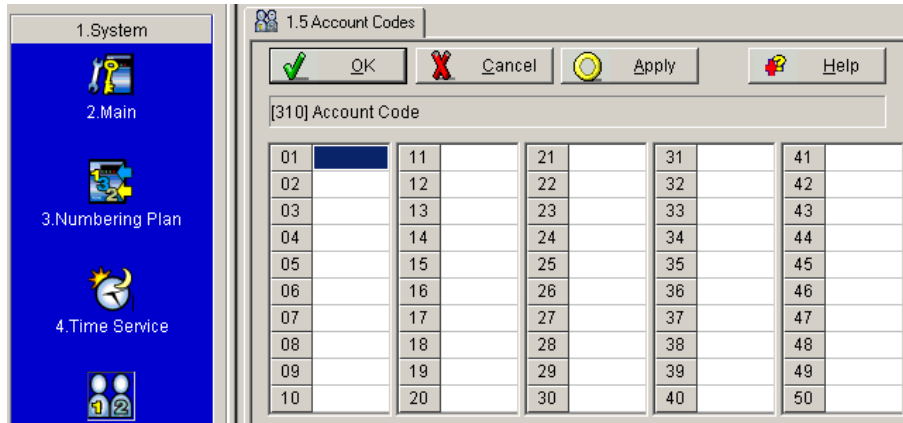 1.System
2.Main
3.Numbering Plan
4.Time Service
1 2
1.5 Account Codes
OK Cancel Apply Help
[310] Account Code
01 11 21 31 41
02 12 22 32 42
03 13 23 33 43
04 14 24 34 44
05 15 25 35 45
06 16 26 36 46
07 17 27 37 47
08 18 28 38 48
09 19 29 39 49
10 20 30 40 50